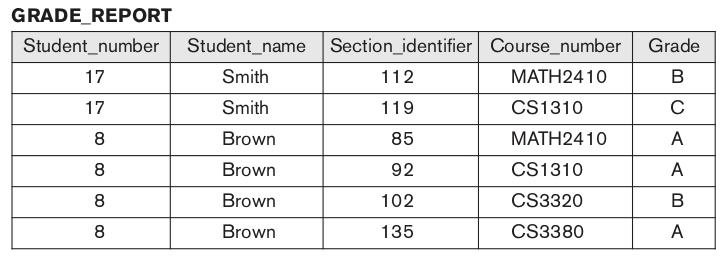 GRADE_REPORT
Student_number Student_name Section_identifier Course_number Grade
17 Smith 112 MATH2410 B
17 Smith 119 CS1310 C
8 Brown 85 MATH2410 A
8 Brown 92 CS1310 A
8 Brown 102 CS3320 B
8 Brown 135 CS3380 A